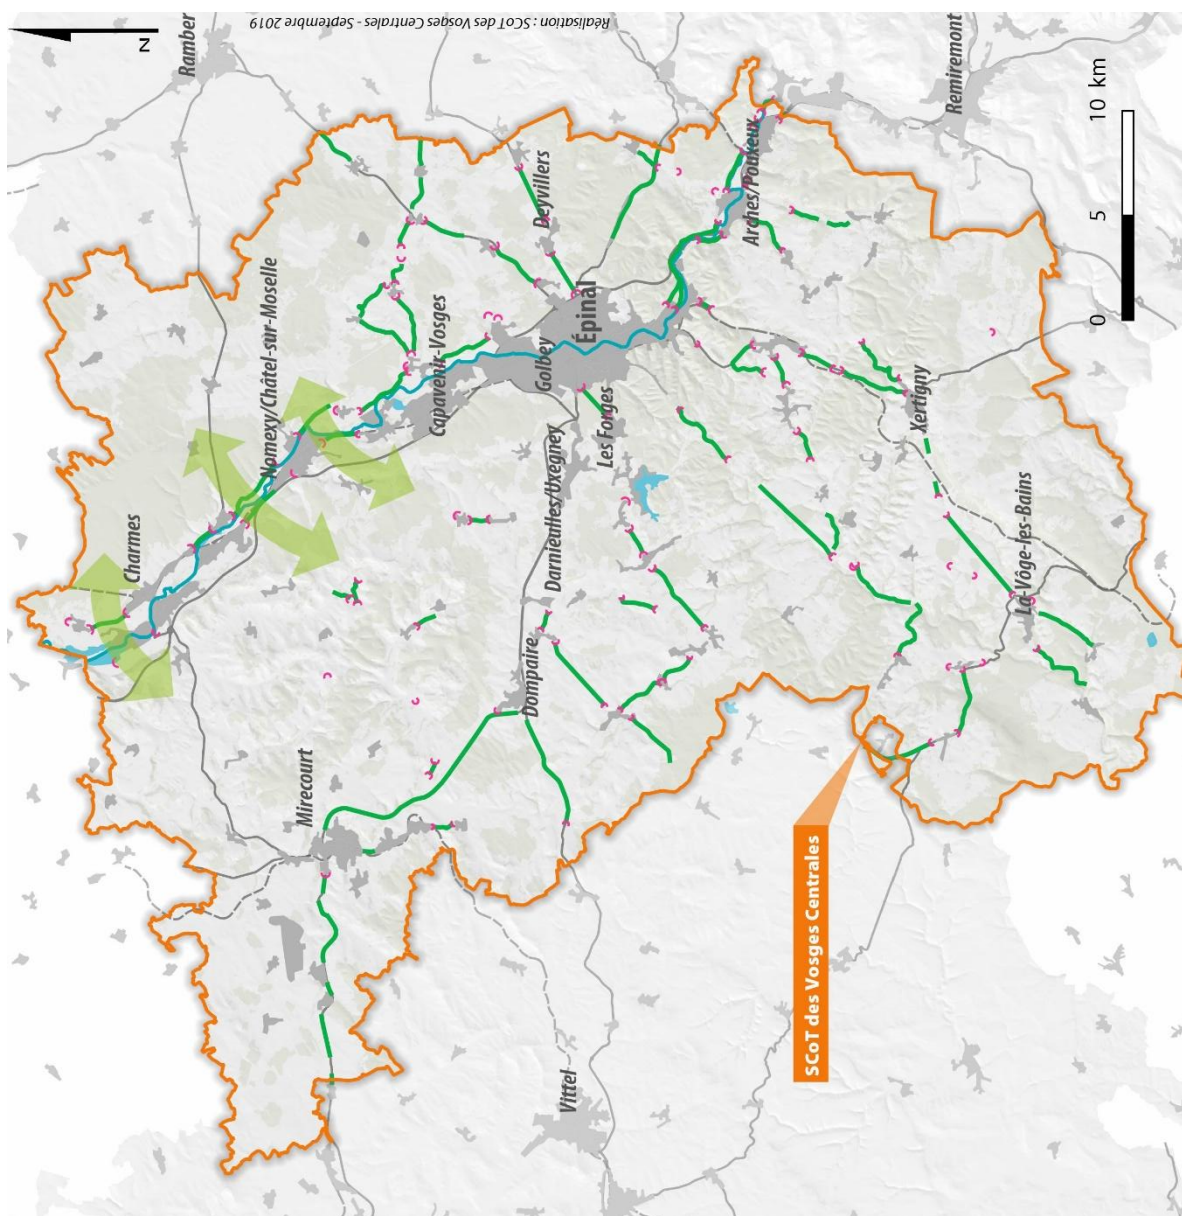 Réalisation : SCoT des Vosges Centrales - Septembre 2019
N
Ramber
Charmes
Nomexy/Châtel-sur-Moselle
Mirecourt
Capavenir-Vosges
Deyvillers
Golbey
Épinal
Dompaire
Darnieulles/Uxegney
Les Forges
Arches/Pouxeux
Vittel
Xertigny
Remiremont
La-Vôge-les-Bains
SCoT des Vosges Centrales
0 5 10 km